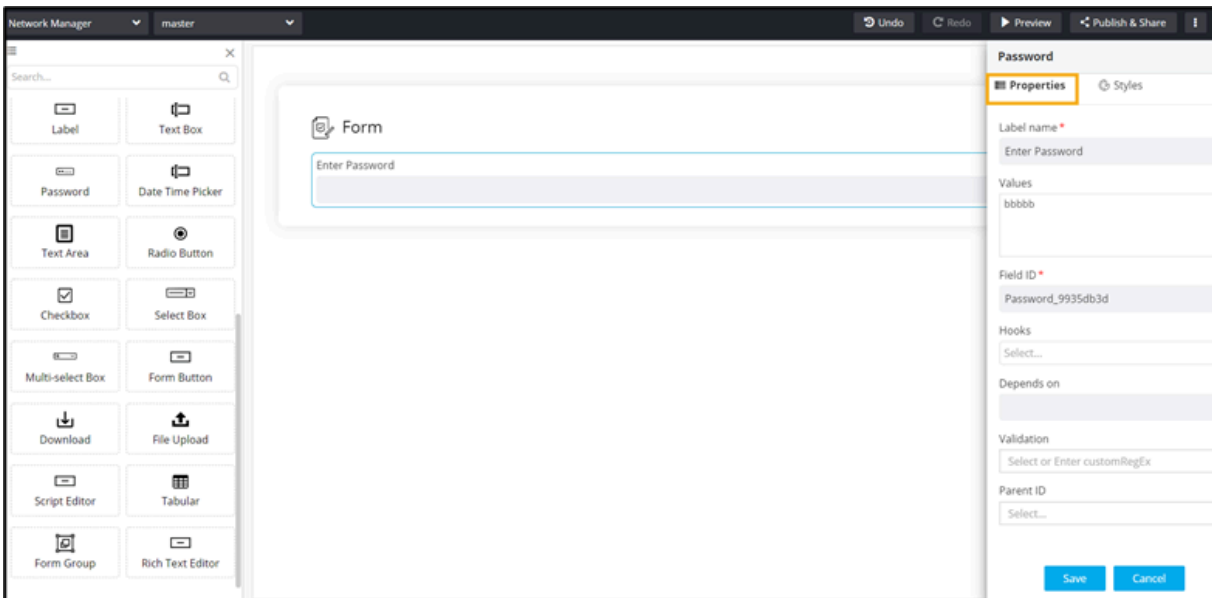 Network Manager master Undo Redo Preview Publish & Share
Search...
Label Text Box
Password Date Time Picker
Text Area Radio Button
Checkbox Select Box
Multi-select Box Form Button
Download File Upload
Script Editor Tabular
Form Group Rich Text Editor
Form
Enter Password
Password
Properties Styles
Label name *
Enter Password
Values
bbbbb
Field ID *
Password_9935db3d
Hooks
Select...
Depends on
Validation
Select or Enter customRegEx
Parent ID
Select...
Save Cancel